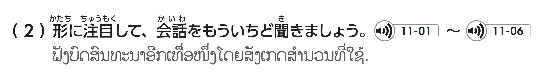 （２）形に注目して、会話をもういちど聞きましょう。 11-01 ～ 11-06
ຟັງບົດສົນທະນາອີກເທື່ອໜຶ່ງໂດຍສັງເກດສຳນວນທີ່ໃຊ້.